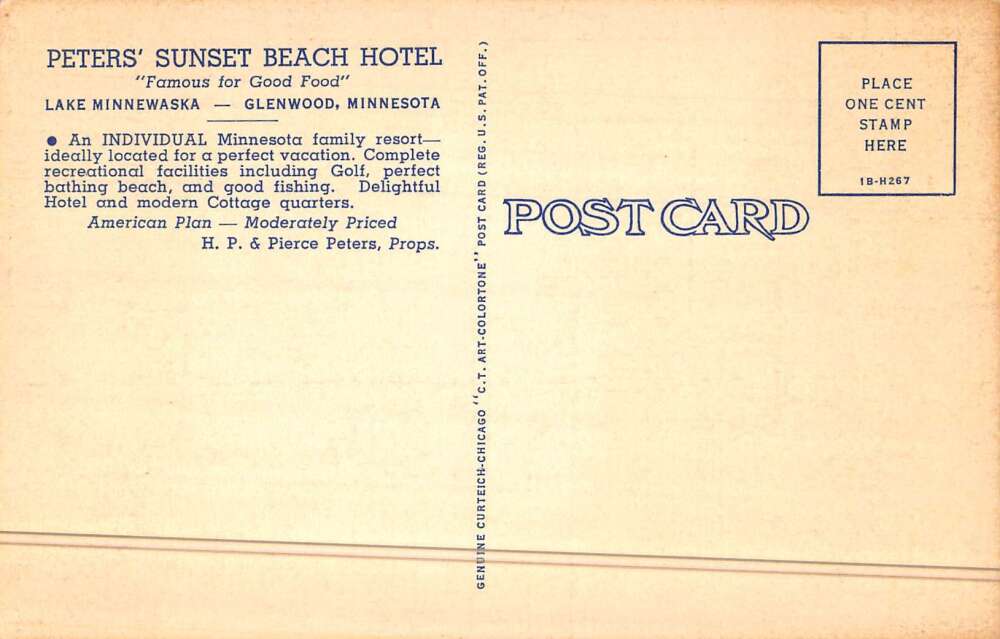 PETERS' SUNSET BEACH HOTEL
"Famous for Good Food"
LAKE MINNEWASKA — GLENWOOD, MINNESOTA
● An INDIVIDUAL Minnesota family resort—
ideally located for a perfect vacation. Complete
recreational facilities including Golf, perfect
bathing beach, and good fishing. Delightful
Hotel and modern Cottage quarters.
American Plan — Moderately Priced
H. P. & Pierce Peters, Props.
GENUINE CURTEICH-CHICAGO "C.T. ART-COLORTONE" POST CARD (REG. U.S. PAT. OFF.)
POST CARD
PLACE
ONE CENT
STAMP
HERE
1B-H267